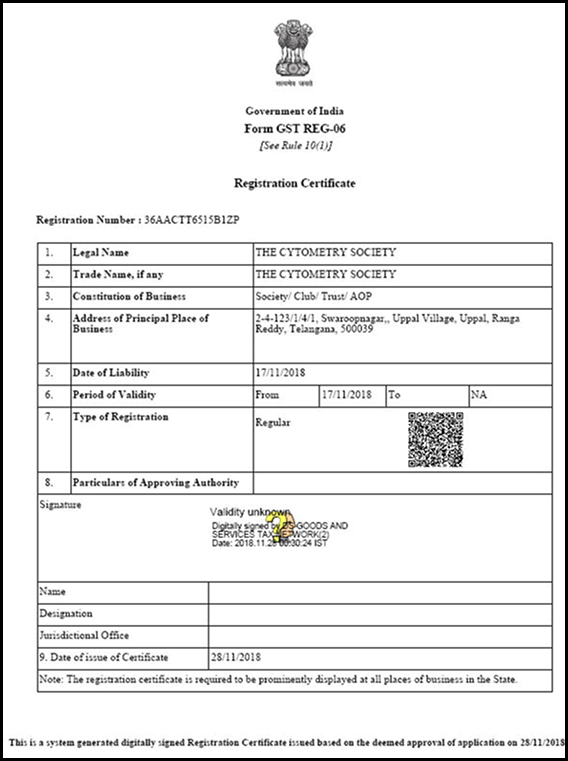 सत्यमेव जयते
Government of India
Form GST REG-06
[See Rule 10(1)]
Registration Certificate
Registration Number : 36AACTT6515B1ZP
1. Legal Name THE CYTOMETRY SOCIETY
2. Trade Name, if any THE CYTOMETRY SOCIETY
3. Constitution of Business Society/ Club/ Trust/ AOP
4. Address of Principal Place of 2-4-123/1/4/1, Swaroopnagar,, Uppal Village, Uppal, Ranga
Business Reddy, Telangana, 500039
5. Date of Liability 17/11/2018
6. Period of Validity From 17/11/2018 To NA
7. Type of Registration Regular
8. Particulars of Approving Authority
Signature
Validity unknown
Digitally signed by DS GOODS AND
SERVICES TAX NETWORK(2)
Date: 2018.11.28 00:30:24 IST
Name
Designation
Jurisdictional Office
9. Date of issue of Certificate 28/11/2018
Note: The registration certificate is required to be prominently displayed at all places of business in the State.
This is a system generated digitally signed Registration Certificate issued based on the deemed approval of application on 28/11/2018